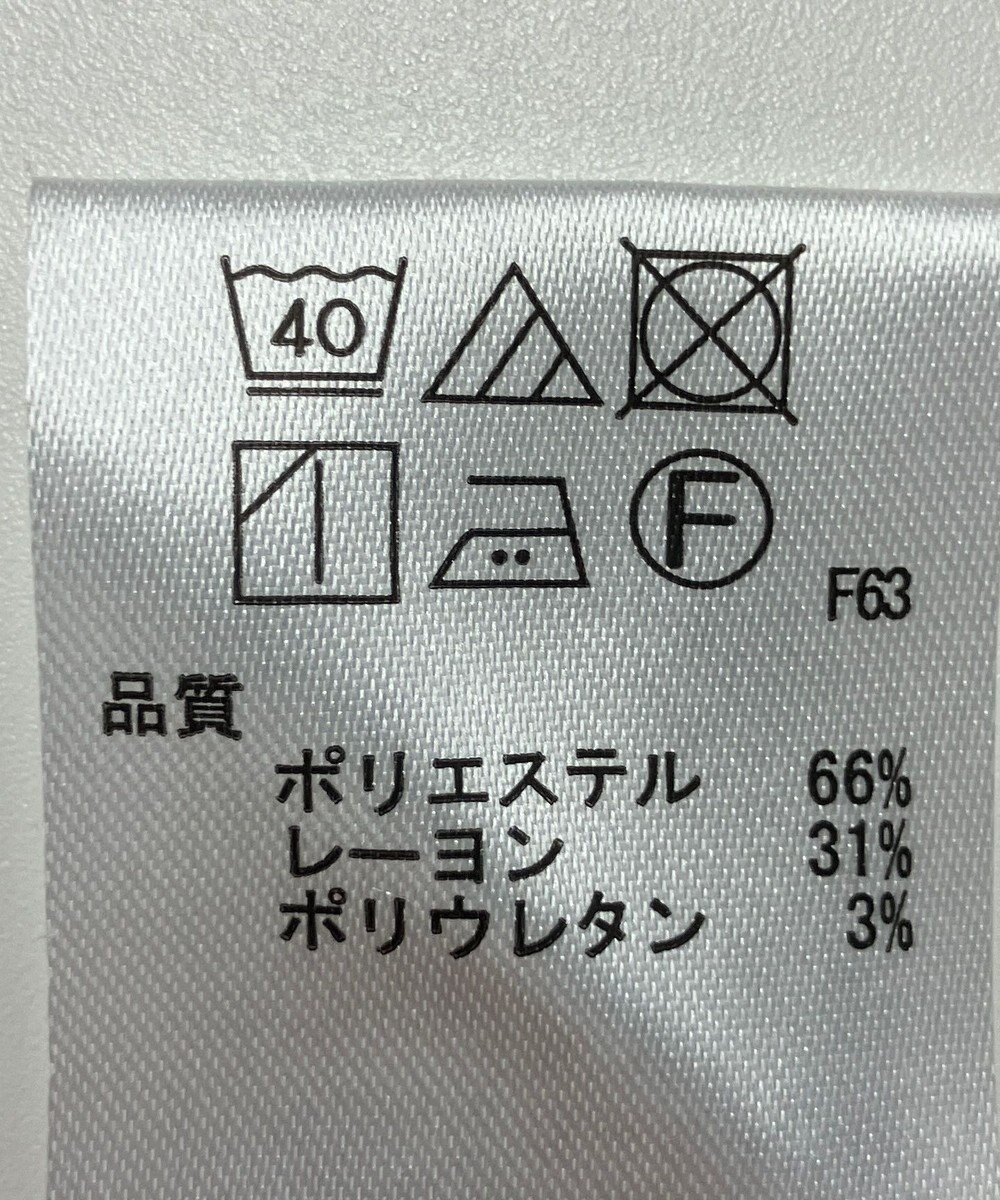 40
F
F63
品質
ポリエステル 66%
レーヨン 31%
ポリウレタン 3%